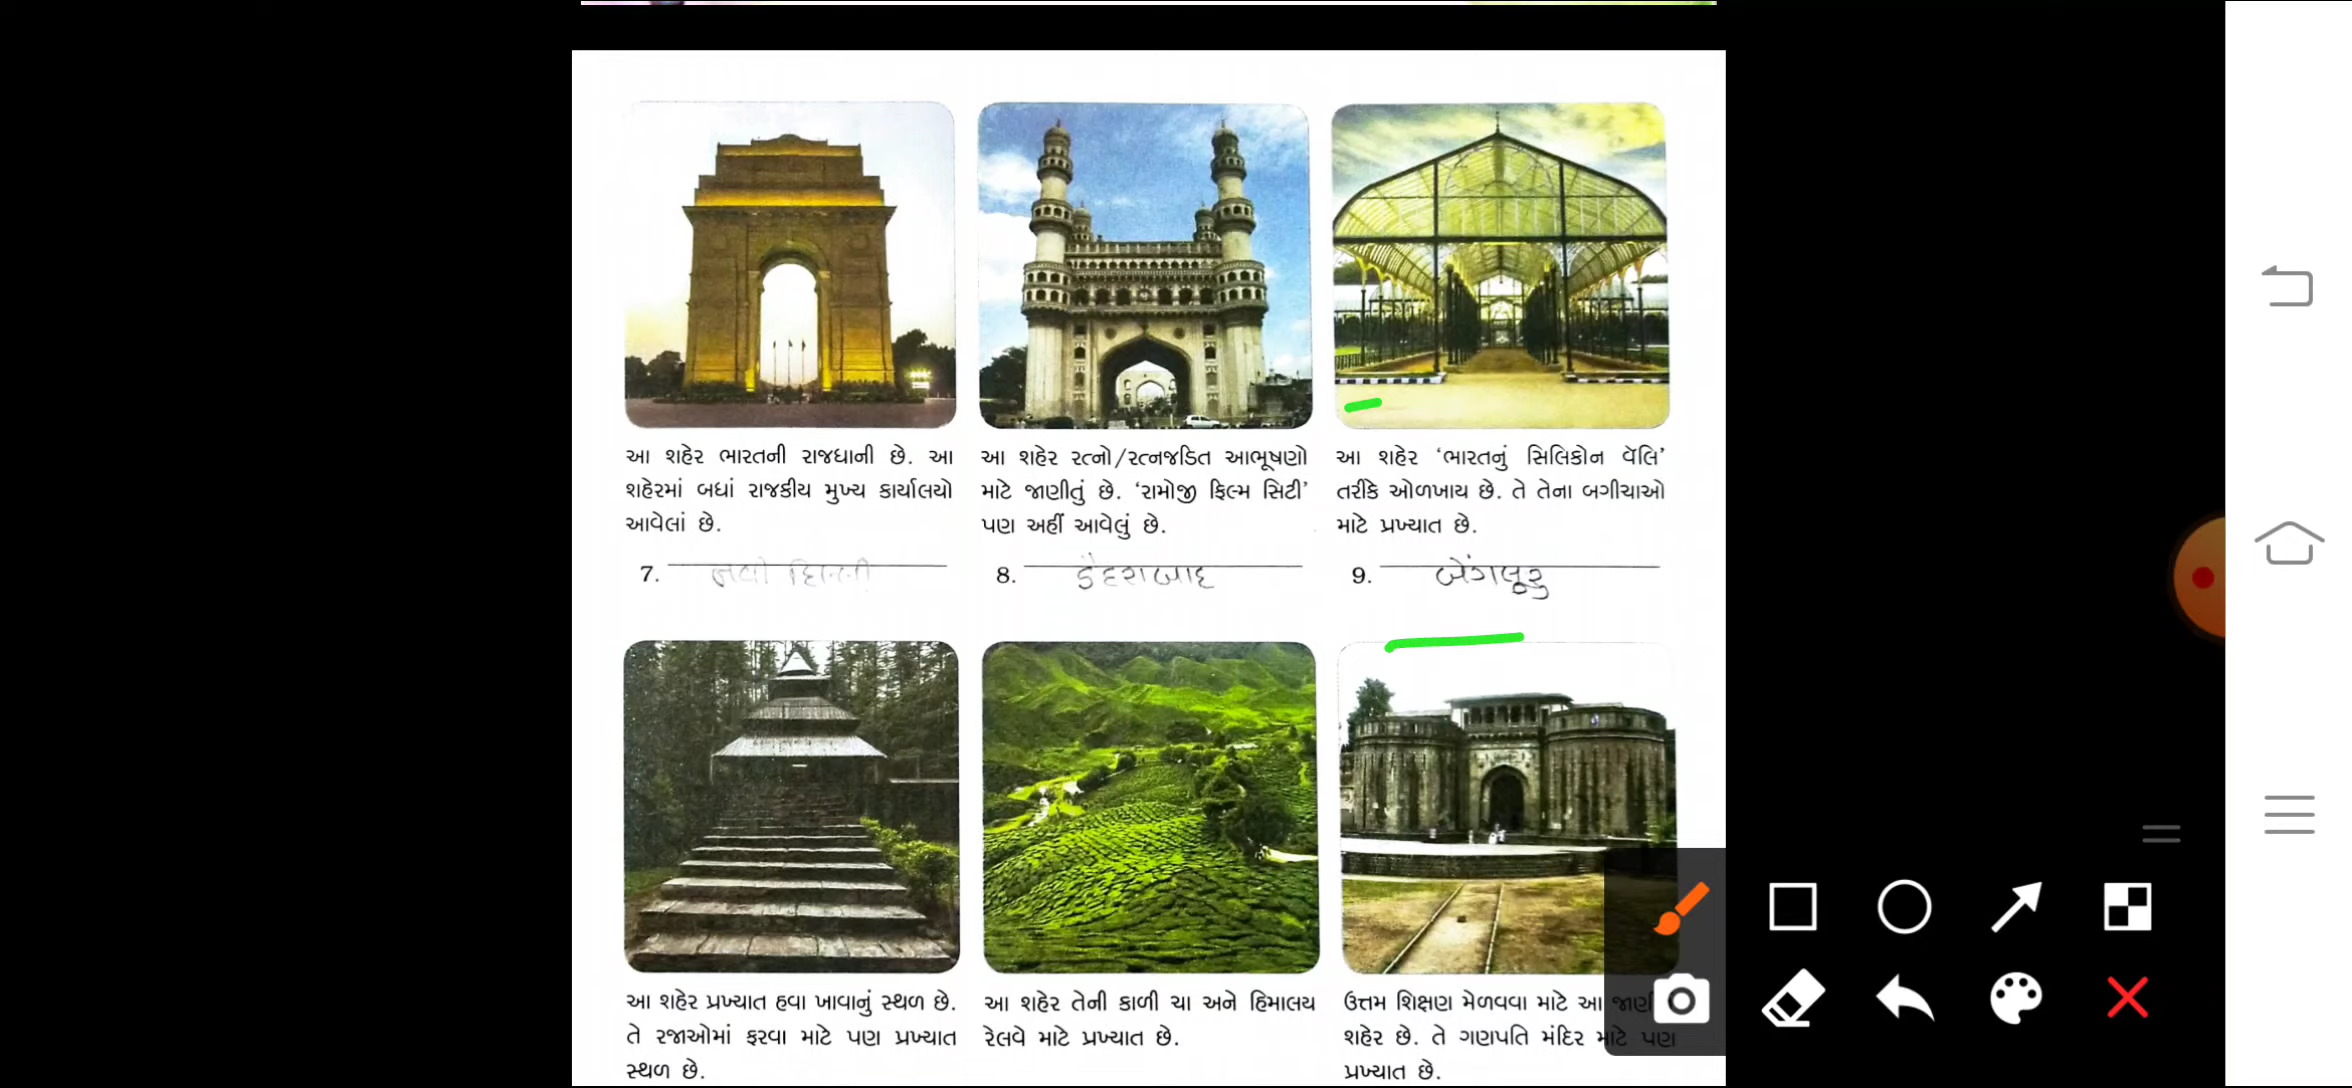 આ શહેર ભારતની રાજધાની છે. આ
શહેરમાં બધાં રાજકીય મુખ્ય કાર્યાલયો
આવેલાં છે.
7. નવી દિલ્લી
આ શહેર રત્નો/રત્નજડિત આભૂષણો
માટે જાણીતું છે. ‘રામોજી ફિલ્મ સિટી’
પણ અહીં આવેલું છે.
8. હૈદરાબાદ
આ શહેર ‘ભારતનું સિલિકોન વૅલિ’
તરીકે ઓળખાય છે. તે તેના બગીચાઓ
માટે પ્રખ્યાત છે.
9. બેંગલૂરુ
આ શહેર પ્રખ્યાત હવા ખાવાનું સ્થળ છે.
તે રજાઓમાં ફરવા માટે પણ પ્રખ્યાત
સ્થળ છે.
આ શહેર તેની કાળી ચા અને હિમાલય
રેલવે માટે પ્રખ્યાત છે.
ઉત્તમ શિક્ષણ મેળવવા માટે આ
શહેર છે. તે ગણપતિ મંદિર માટે પણ
પ્રખ્યાત છે.